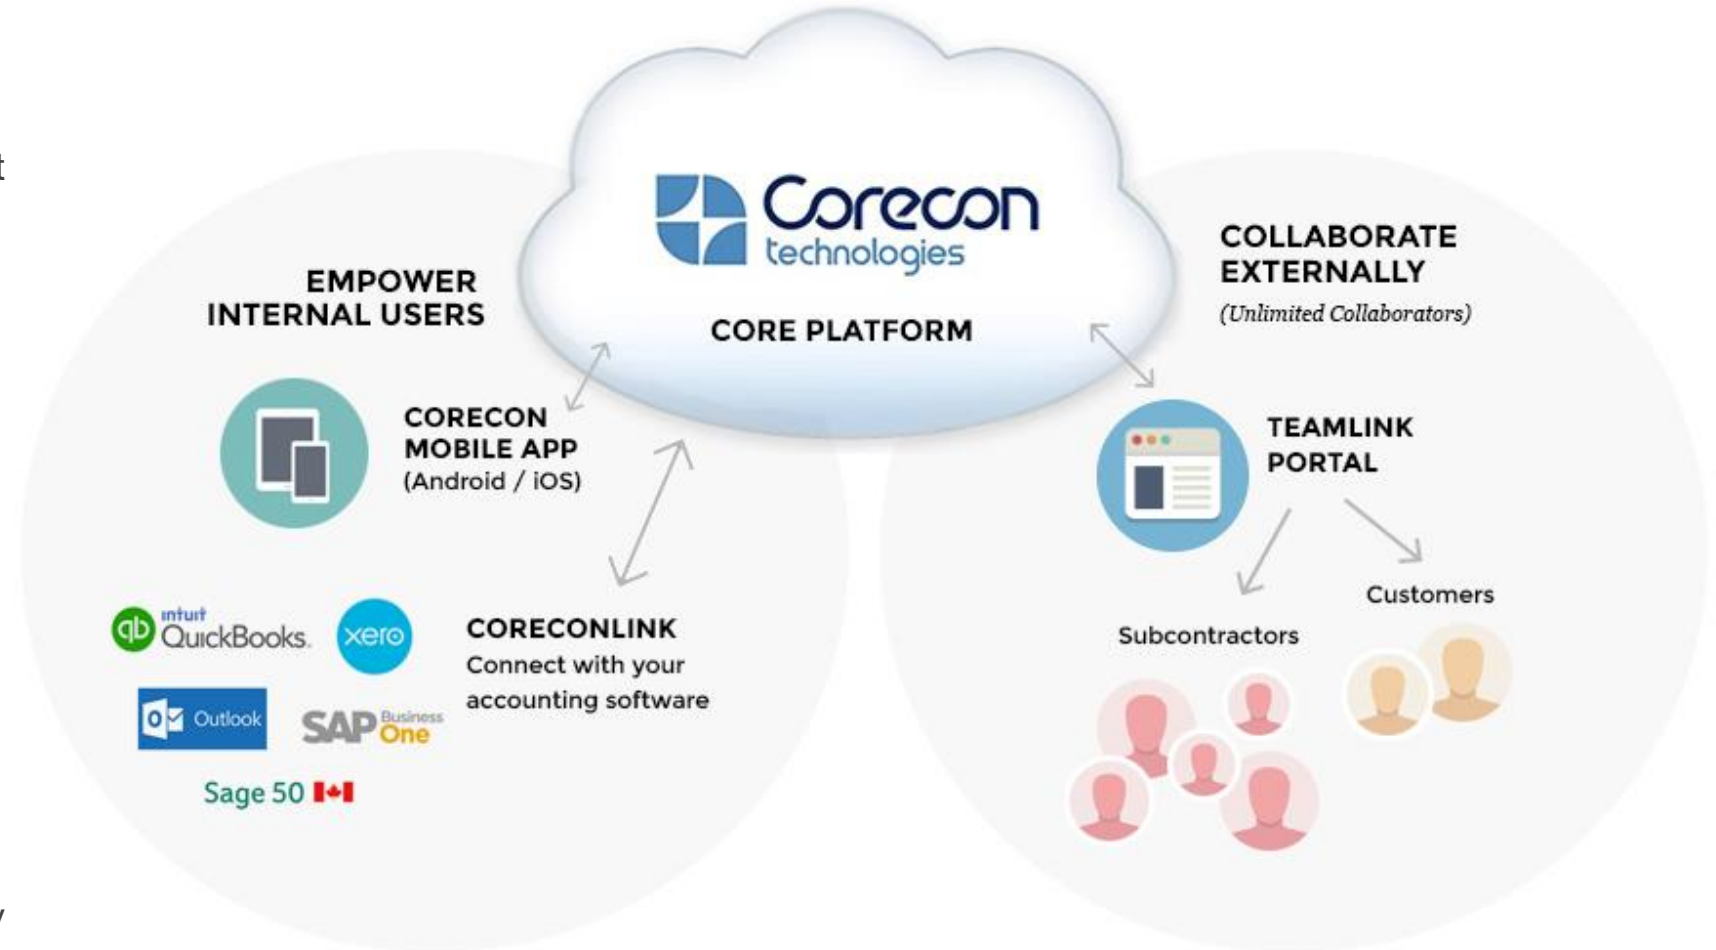 Corecon
technologies
CORE PLATFORM
EMPOWER
INTERNAL USERS
CORECON
MOBILE APP
(Android / iOS)
intuit
qb QuickBooks.
xero
Outlook
SAP Business
One
Sage 50
CORECONLINK
Connect with your
accounting software
COLLABORATE
EXTERNALLY
(Unlimited Collaborators)
TEAMLINK
PORTAL
Customers
Subcontractors